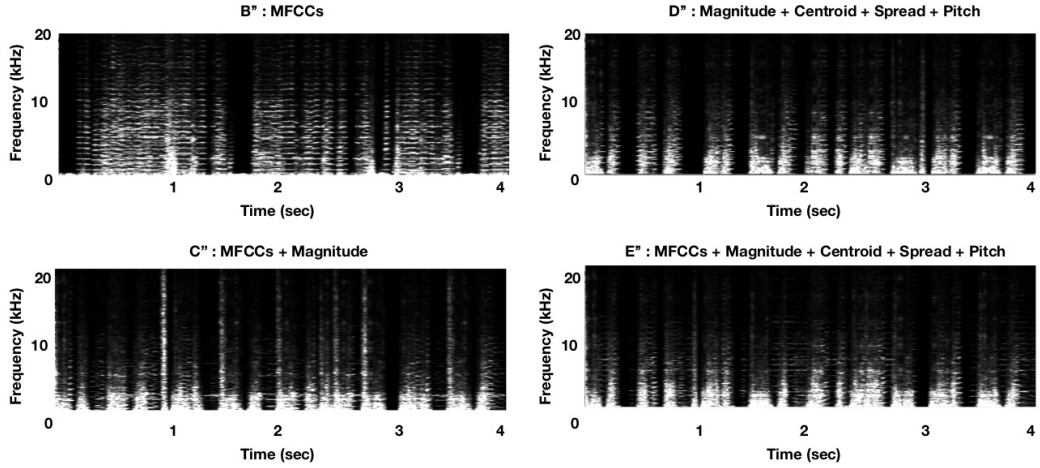 B” : MFCCs
Frequency (kHz)
20
10
0
1
2
3
4
Time (sec)
D” : Magnitude + Centroid + Spread + Pitch
Frequency (kHz)
20
10
0
1
2
3
4
Time (sec)
C” : MFCCs + Magnitude
Frequency (kHz)
20
10
0
1
2
3
4
Time (sec)
E” : MFCCs + Magnitude + Centroid + Spread + Pitch
Frequency (kHz)
20
10
0
1
2
3
4
Time (sec)